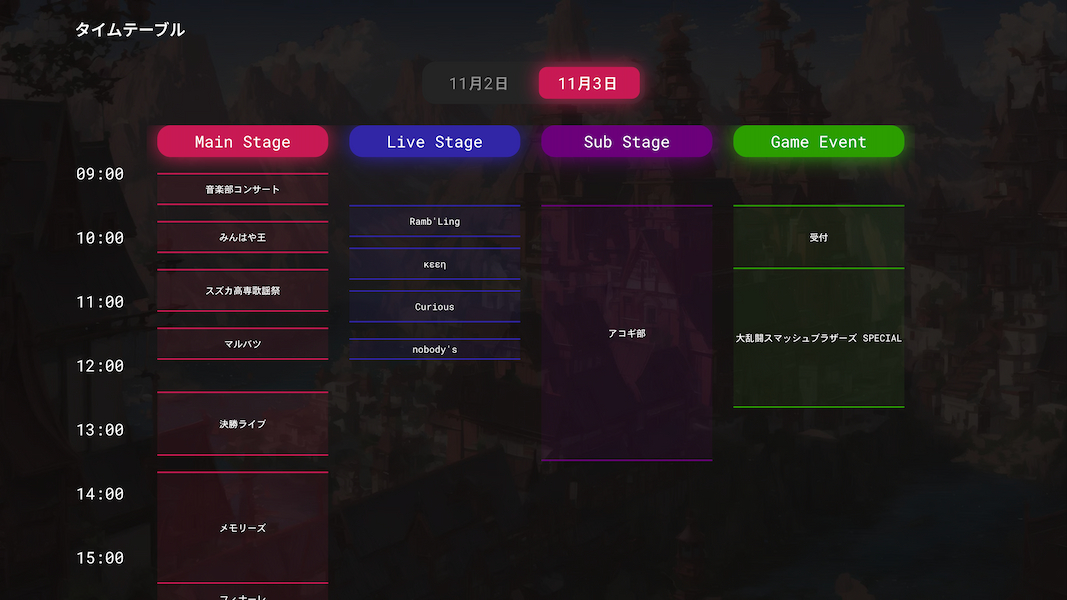 タイムテーブル
11月2日
11月3日
Main Stage
Live Stage
Sub Stage
Game Event
09:00
音楽部コンサート
Ramb'Ling
10:00
みんはや王
受付
κεεη
スズカ高専歌謡祭
11:00
Curious
アコギ部
大乱闘スマッシュブラザーズ SPECIAL
マルバツ
nobody's
12:00
決勝ライブ
13:00
14:00
メモリーズ
15:00
フィナーレ